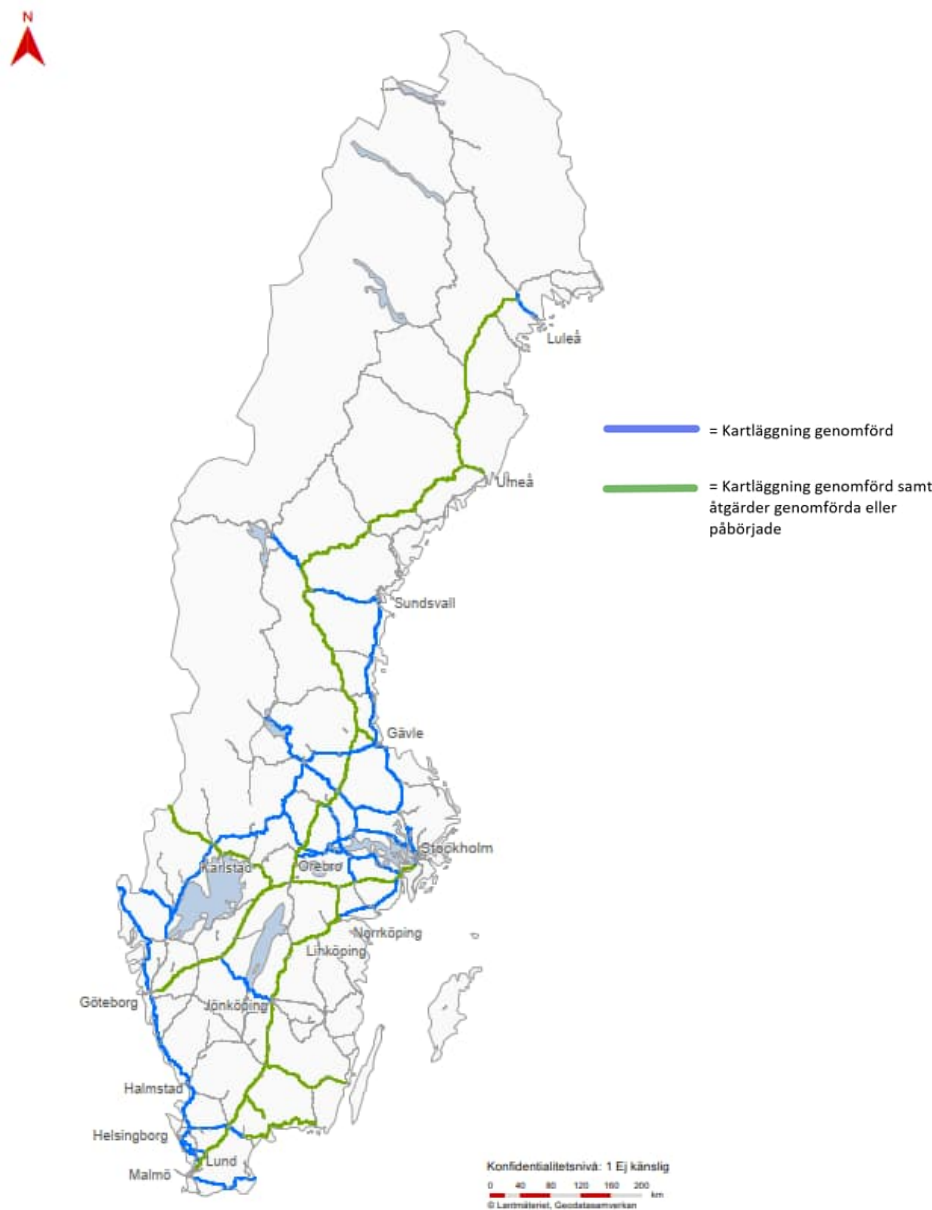 N
Luleå
= Kartläggning genomförd
Umeå
= Kartläggning genomförd samt
åtgärder genomförda eller
påbörjade
Sundsvall
Gävle
Stockholm
Karlstad
Örebro
Norrköping
Linköping
Göteborg
Jönköping
Halmstad
Helsingborg
Lund
Malmö
Konfidentialitetsnivå: 1 Ej känslig
0 40 80 120 160 200
km
© Lantmäteriet, Geodatasamverkan